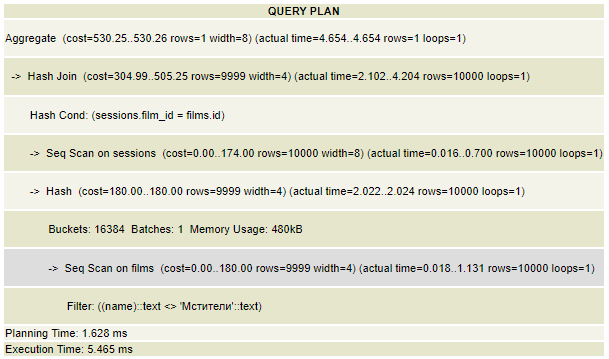 QUERY PLAN
Aggregate (cost=530.25..530.26 rows=1 width=8) (actual time=4.654..4.654 rows=1 loops=1)
-> Hash Join (cost=304.99..505.25 rows=9999 width=4) (actual time=2.102..4.204 rows=10000 loops=1)
Hash Cond: (sessions.film_id = films.id)
-> Seq Scan on sessions (cost=0.00..174.00 rows=10000 width=8) (actual time=0.016..0.700 rows=10000 loops=1)
-> Hash (cost=180.00..180.00 rows=9999 width=4) (actual time=2.022..2.024 rows=10000 loops=1)
Buckets: 16384 Batches: 1 Memory Usage: 480kB
-> Seq Scan on films (cost=0.00..180.00 rows=9999 width=4) (actual time=0.018..1.131 rows=10000 loops=1)
Filter: ((name)::text <> 'Мстители'::text)
Planning Time: 1.628 ms
Execution Time: 5.465 ms